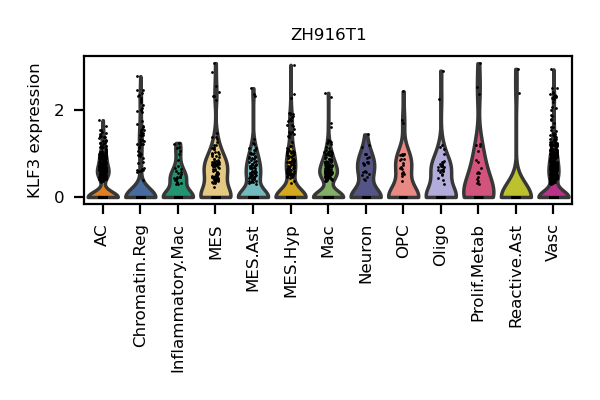 ZH916T1
KLF3 expression
2
0
AC
Chromatin.Reg
Inflammatory.Mac
MES
MES.Ast
MES.Hyp
Mac
Neuron
OPC
Oligo
Prolif.Metab
Reactive.Ast
Vasc